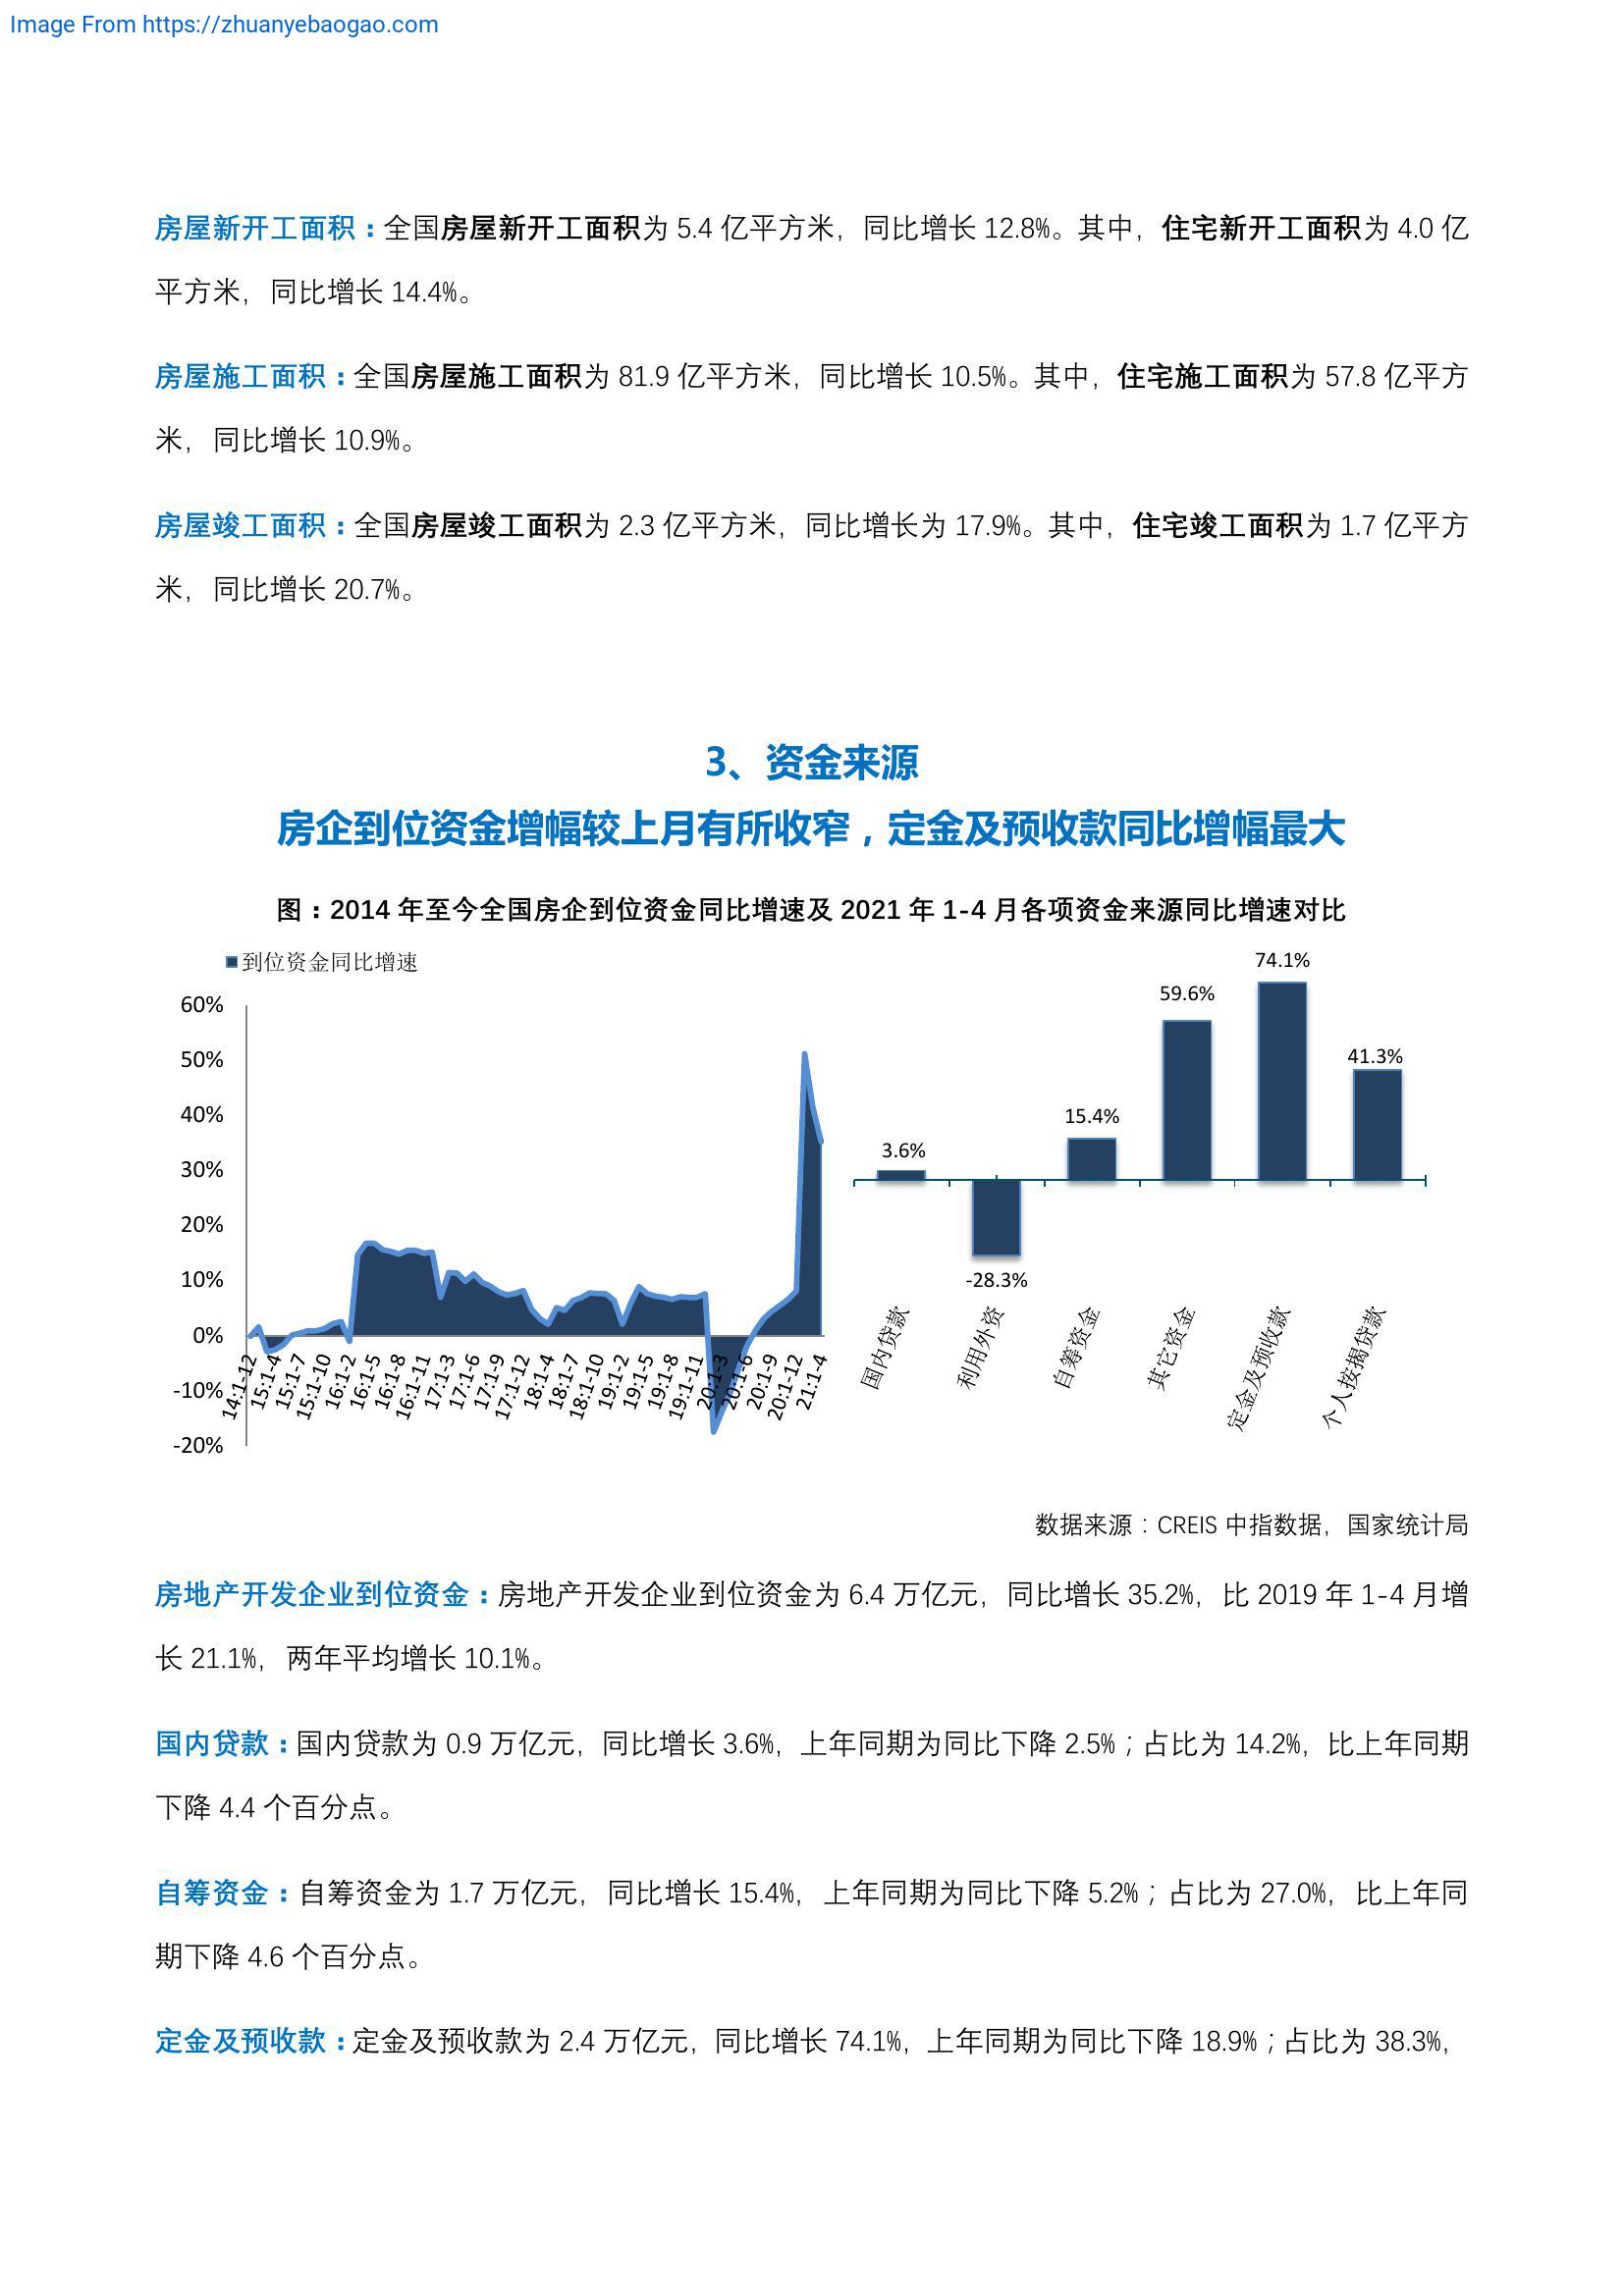 Image From https://zhuanyebaogao.com
房屋新开工面积：全国房屋新开工面积为 5.4 亿平方米，同比增长 12.8%。其中，住宅新开工面积为 4.0 亿
平方米，同比增长 14.4%。
房屋施工面积：全国房屋施工面积为 81.9 亿平方米，同比增长 10.5%。其中，住宅施工面积为 57.8 亿平方
米，同比增长 10.9%。
房屋竣工面积：全国房屋竣工面积为 2.3 亿平方米，同比增长为 17.9%。其中，住宅竣工面积为 1.7 亿平方
米，同比增长 20.7%。
3、资金来源
房企到位资金增幅较上月有所收窄，定金及预收款同比增幅最大
图：2014 年至今全国房企到位资金同比增速及 2021 年 1-4 月各项资金来源同比增速对比
到位资金同比增速
60%
50%
40%
30%
20%
10%
0%
-10%
-20%
14:1-12
15:1-4
15:1-7
15:1-10
16:1-2
16:1-5
16:1-8
16:1-11
17:1-3
17:1-6
17:1-9
17:1-12
18:1-4
18:1-7
18:1-10
19:1-2
19:1-5
19:1-8
19:1-11
20:1-3
20:1-6
20:1-9
20:1-12
21:1-4
3.6%
-28.3%
15.4%
59.6%
74.1%
41.3%
国内贷款
利用外资
自筹资金
其它资金
定金及预收款
个人按揭贷款
数据来源：CREIS 中指数据，国家统计局
房地产开发企业到位资金：房地产开发企业到位资金为 6.4 万亿元，同比增长 35.2%，比 2019 年 1-4 月增
长 21.1%，两年平均增长 10.1%。
国内贷款：国内贷款为 0.9 万亿元，同比增长 3.6%，上年同期为同比下降 2.5%；占比为 14.2%，比上年同期
下降 4.4 个百分点。
自筹资金：自筹资金为 1.7 万亿元，同比增长 15.4%，上年同期为同比下降 5.2%；占比为 27.0%，比上年同
期下降 4.6 个百分点。
定金及预收款：定金及预收款为 2.4 万亿元，同比增长 74.1%，上年同期为同比下降 18.9%；占比为 38.3%，